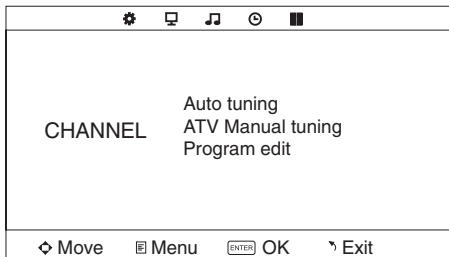 CHANNEL
Auto tuning
ATV Manual tuning
Program edit
Move Menu ENTER OK Exit